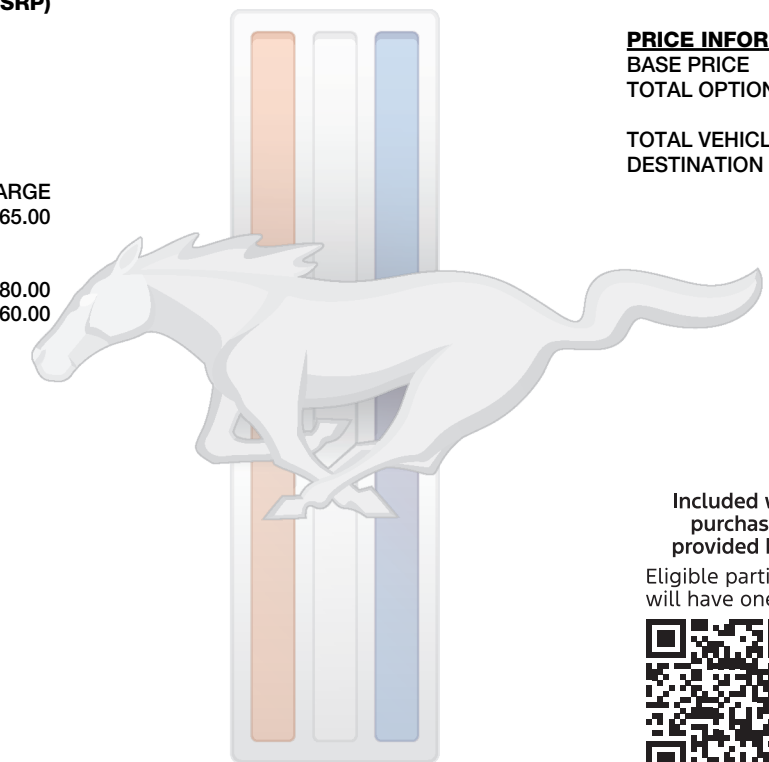 SRP)
ARGE
65.00
80.00
60.00
PRICE INFOR
BASE PRICE
TOTAL OPTION
TOTAL VEHICL
DESTINATION
Included w
purchas
provided b
Eligible parti
will have one